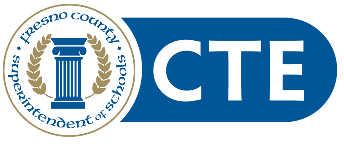 Fresno County
Superintendent of Schools
CTE